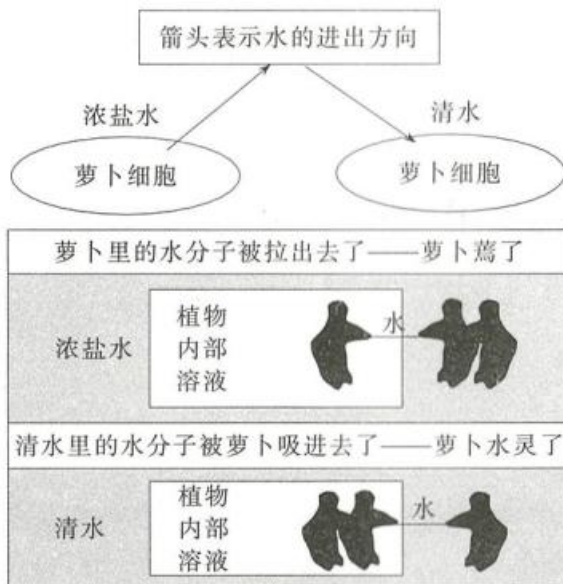 箭头表示水的进出方向
浓盐水
清水
萝卜细胞
萝卜细胞
萝卜里的水分子被拉出去了——萝卜蔫了
浓盐水
植物
内部
溶液
水
清水里的水分子被萝卜吸进去了——萝卜水灵了
清水
植物
内部
溶液
水